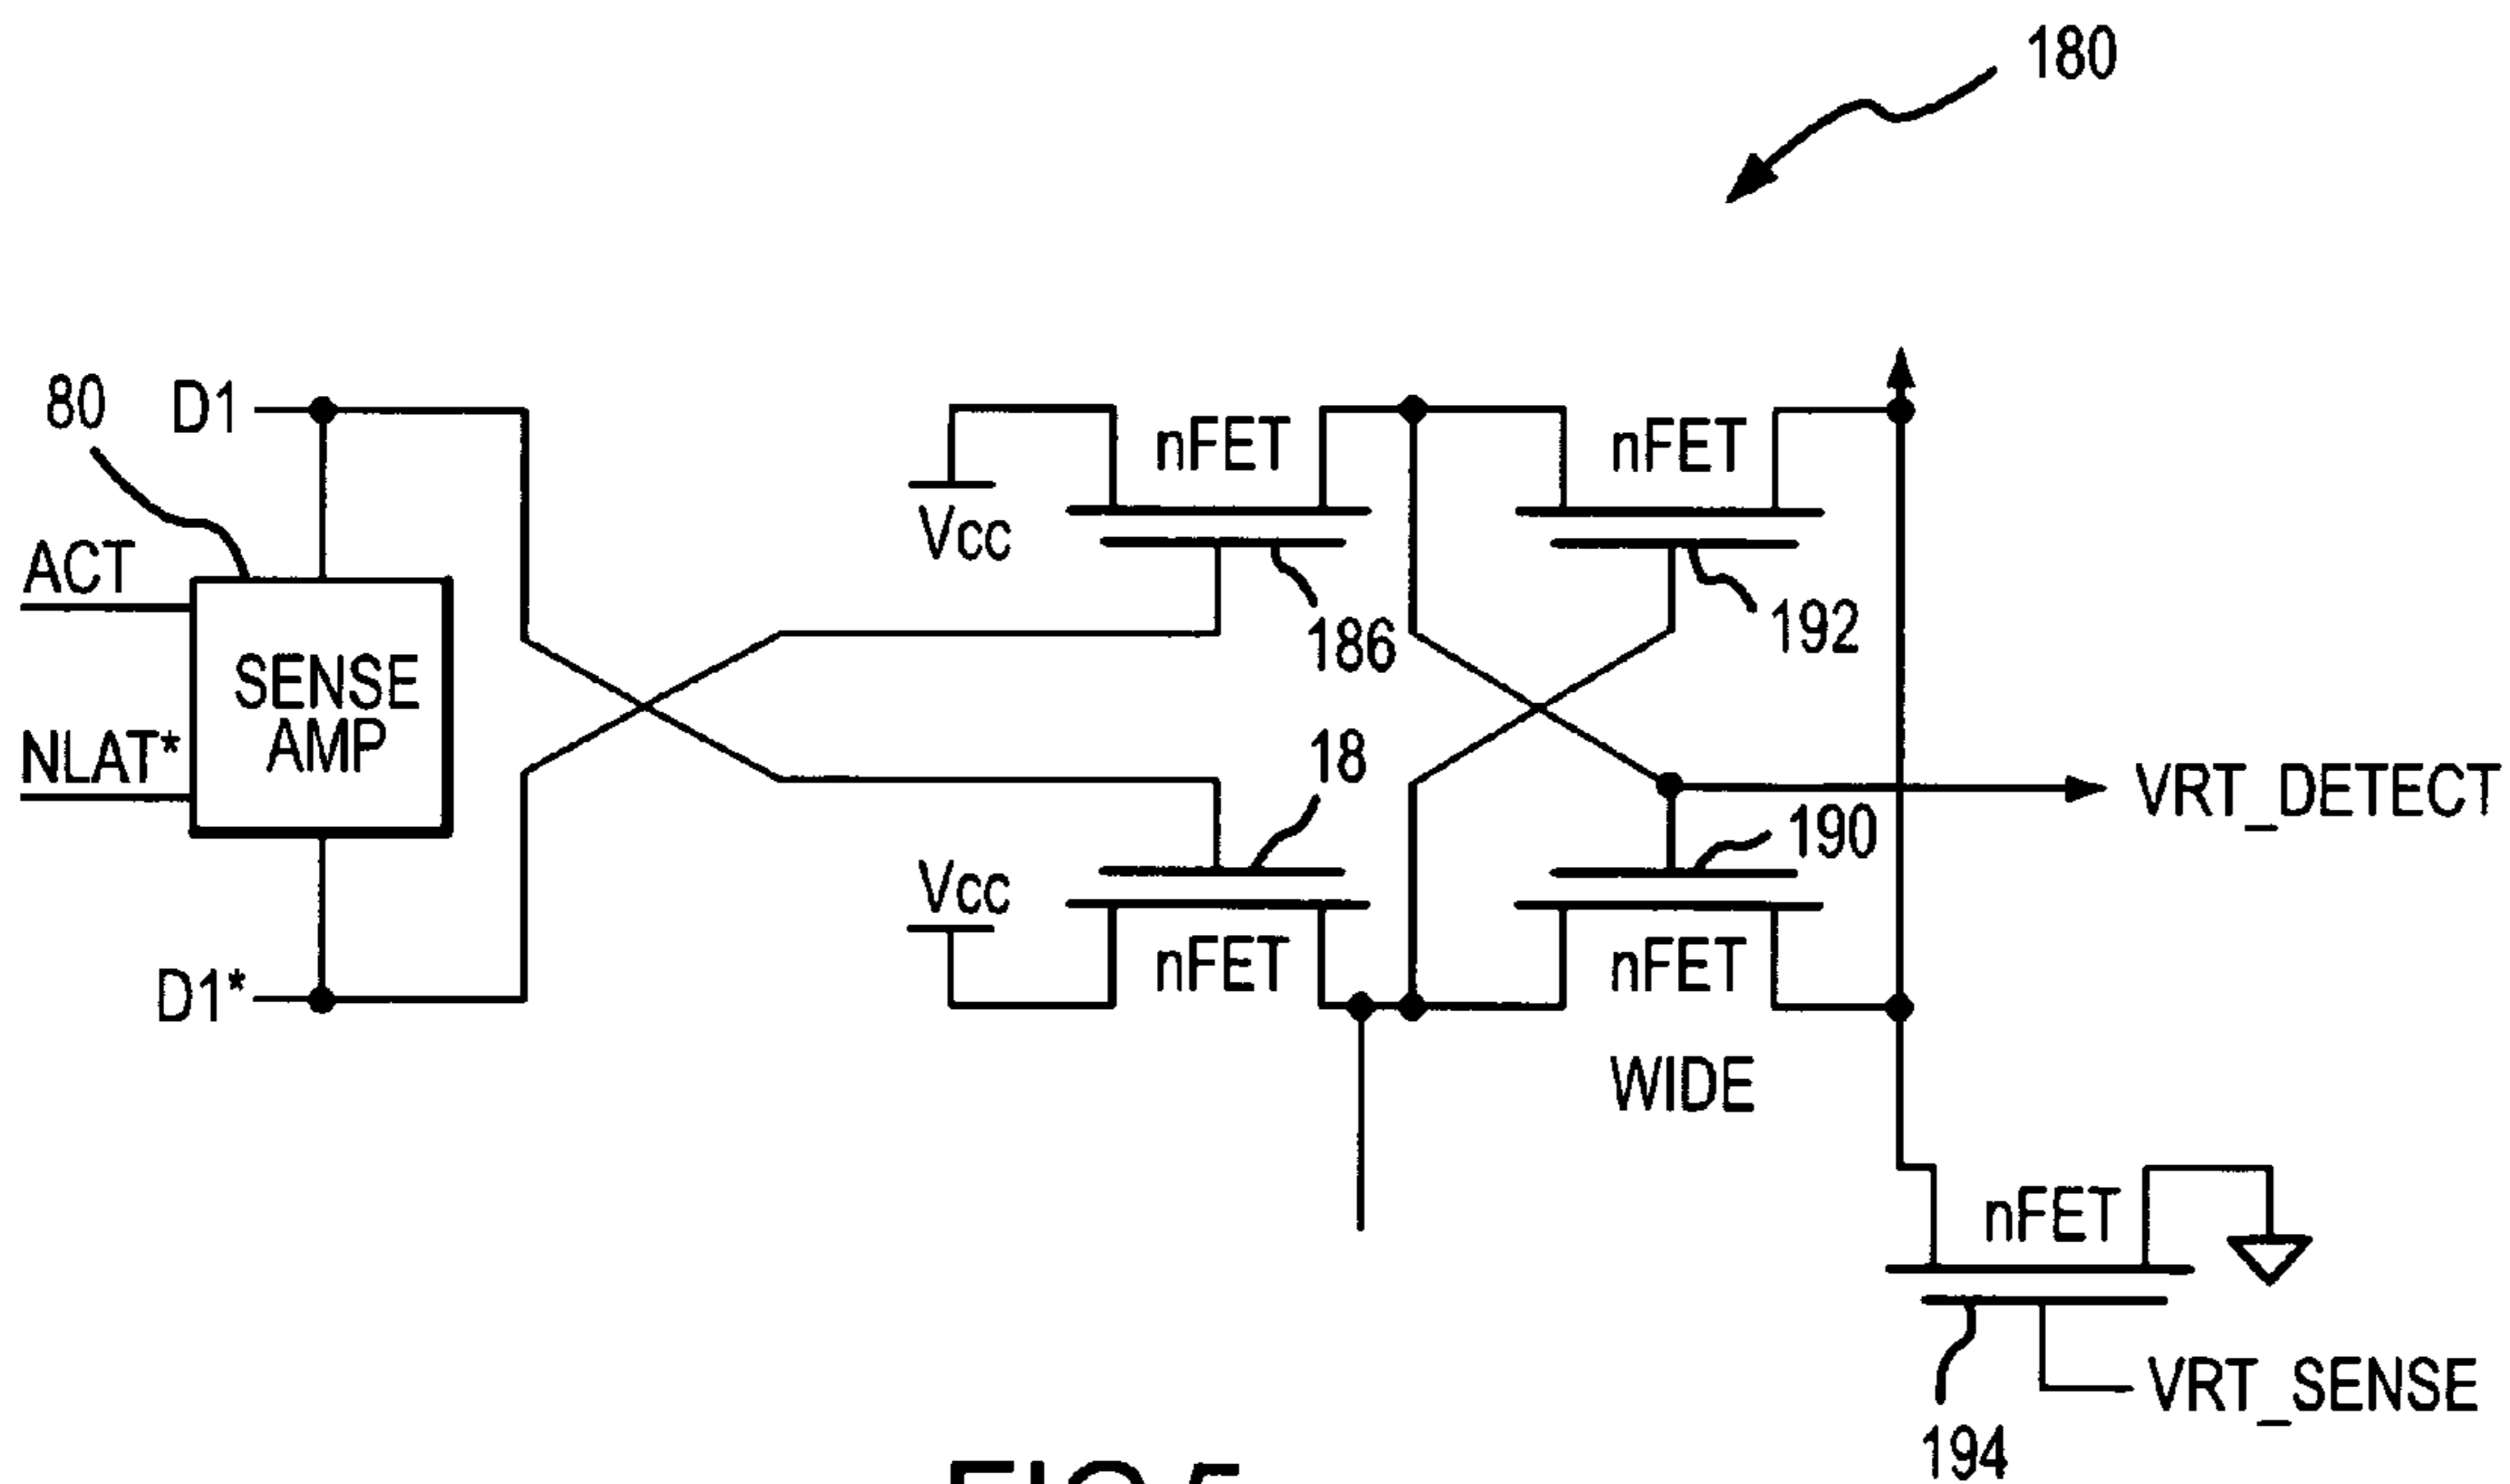 180
80
D1
nFET
nFET
Vcc
ACT
186
192
SENSE
AMP
NLAT*
18
VRT_DETECT
190
Vcc
nFET
nFET
D1*
WIDE
nFET
VRT_SENSE
194